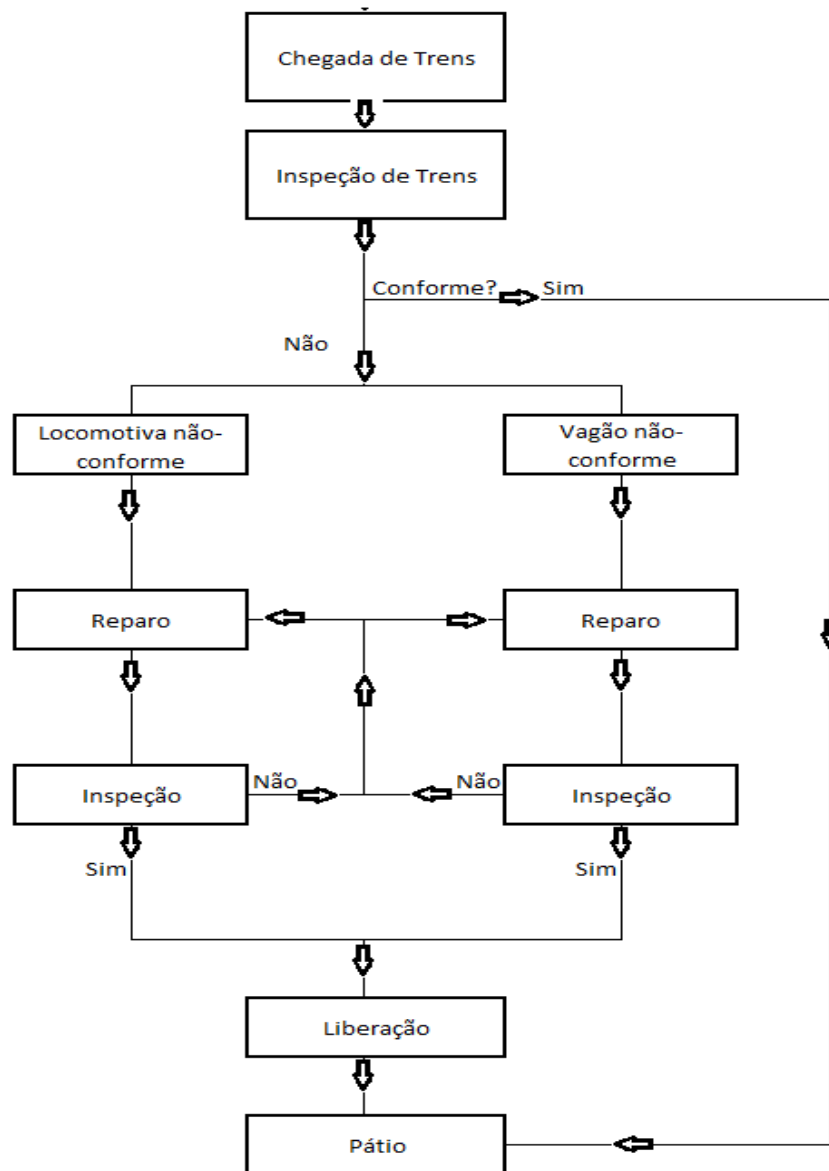 Chegada de Trens
Inspeção de Trens
Conforme?
Sim
Não
Locomotiva não-
conforme
Vagão não-
conforme
Reparo
Reparo
Inspeção
Não
Não
Inspeção
Sim
Sim
Liberação
Pátio